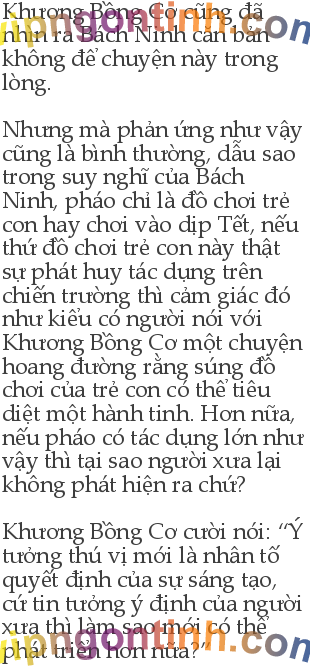 Khương Bồng Cơ cũng đã
nhìn ra Bách Ninh căn bản
không để chuyện này trong
lòng.
Nhưng mà phản ứng như vậy
cũng là bình thường, dẫu sao
trong suy nghĩ của Bách
Ninh, pháo chỉ là đồ chơi trẻ
con hay chơi vào dịp Tết, nếu
thứ đồ chơi trẻ con này thật
sự phát huy tác dụng trên
chiến trường thì cảm giác đó
như kiểu có người nói với
Khương Bồng Cơ một chuyện
hoang đường rằng súng đồ
chơi của trẻ con có thể tiêu
diệt một hành tinh. Hơn nữa,
nếu pháo có tác dụng lớn như
vậy thì tại sao người xưa lại
không phát hiện ra chứ?
Khương Bồng Cơ cười nói: “Ý
tưởng thú vị mới là nhân tố
quyết định của sự sáng tạo,
cứ tin tưởng ý định của người
xưa thì làm sao mới có thể
phát triển hơn nữa?”
vipngontinh.com
vipngontinh.com